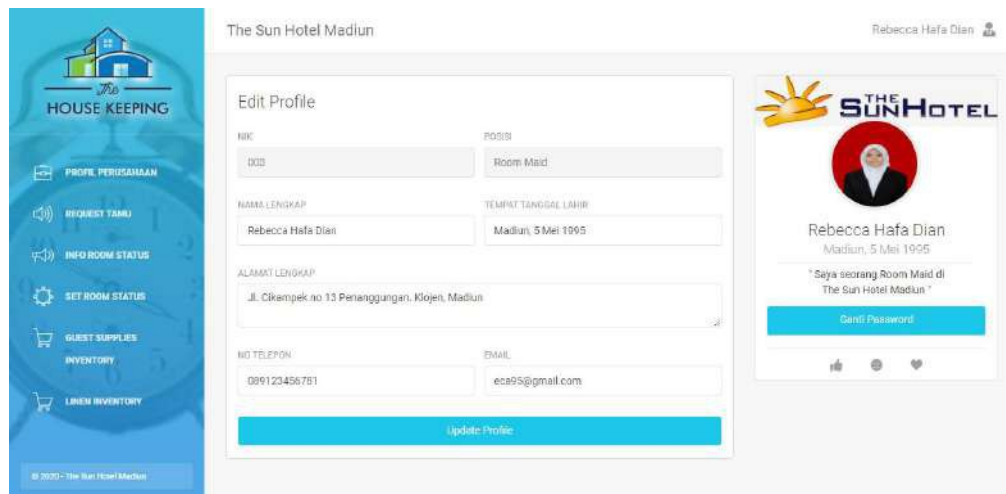 The
HOUSE KEEPING
PROFIL PERUSAHAAN
REQUEST TAMU
INFO ROOM STATUS
SET ROOM STATUS
GUEST SUPPLIES
INVENTORY
LINEN INVENTORY
© 2020 - The Sun Hotel Madiun
The Sun Hotel Madiun
Rebecca Hafa Dian
Edit Profile
NIK
POSISI
003
Room Maid
NAMA LENGKAP
TEMPAT TANGGAL LAHIR
Rebecca Hafa Dian
Madiun, 5 Mei 1995
ALAMAT LENGKAP
Jl. Cikampek no 13 Penanggungan. Klojen, Madiun
NO TELEPON
EMAIL
089123456781
eca95@gmail.com
Update Profile
THE
SUN HOTEL
Rebecca Hafa Dian
Madiun, 5 Mei 1995
" Saya seorang Room Maid di
The Sun Hotel Madiun "
Ganti Password